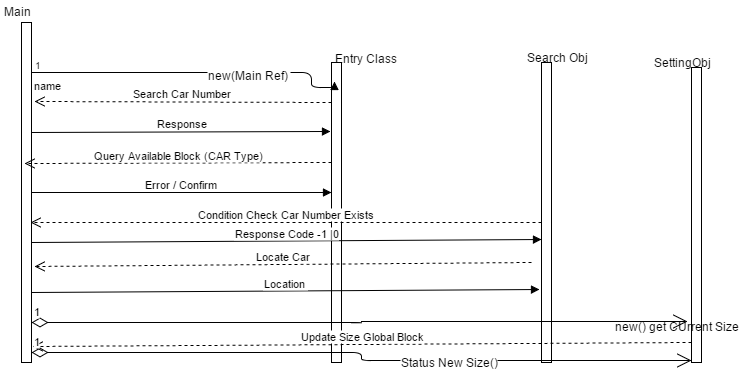 Main
Entry Class
Search Obj
SettingObj
1
new(Main Ref)
name
Search Car Number
Response
Query Available Block (CAR Type)
Error / Confirm
Condition Check Car Number Exists
Response Code -1 | 0
Locate Car
Location
1
new() get CUrrent Size
Update Size Global Block
1
Status New Size()